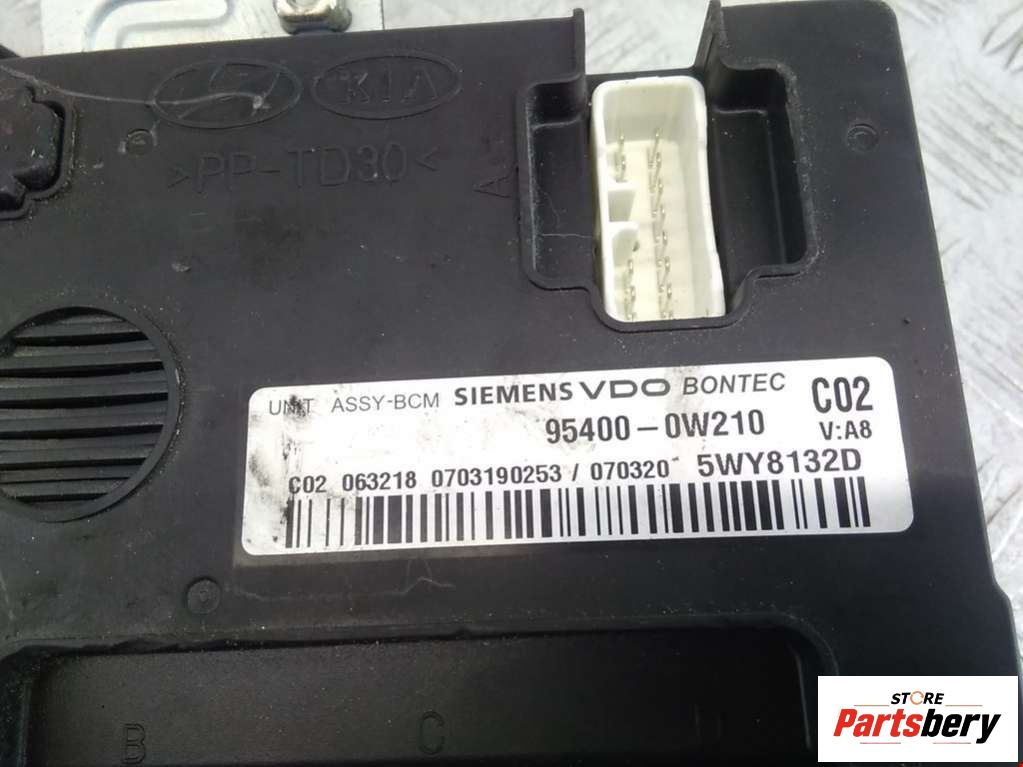 KIA
>PP-TD30<
A
UNIT ASSY-BCM SIEMENS VDO BONTEC C02
95400-0W210 V:A8
C02 063218 0703190253 / 070320 5WY8132D
B C
STORE
Partsbery